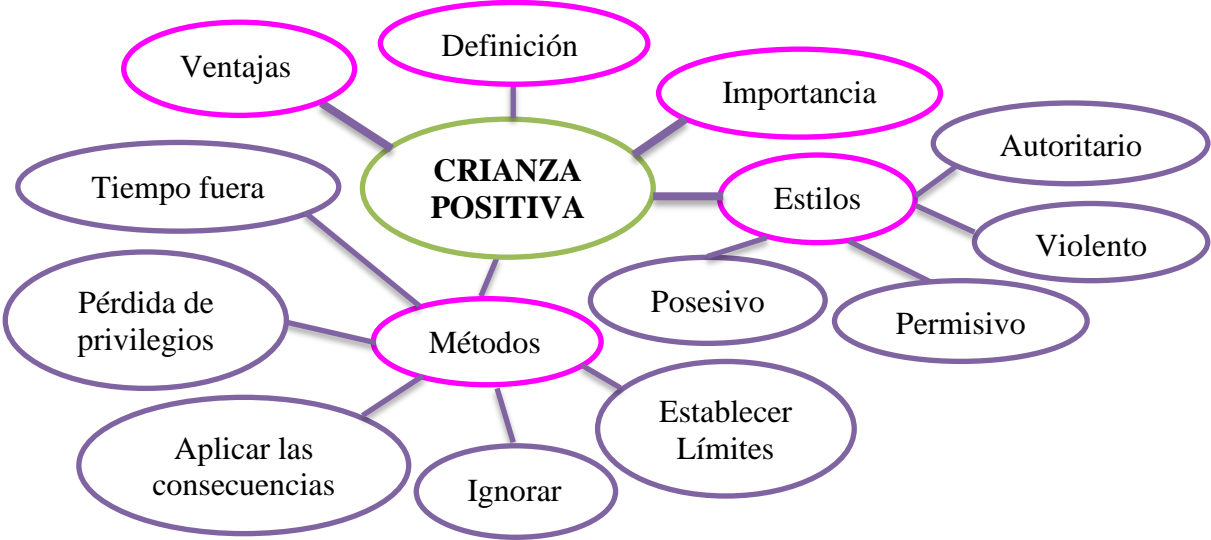 Definición
Ventajas
Importancia
CRIANZA
POSITIVA
Autoritario
Tiempo fuera
Estilos
Violento
Pérdida de
privilegios
Posesivo
Permisivo
Métodos
Establecer
Límites
Aplicar las
consecuencias
Ignorar